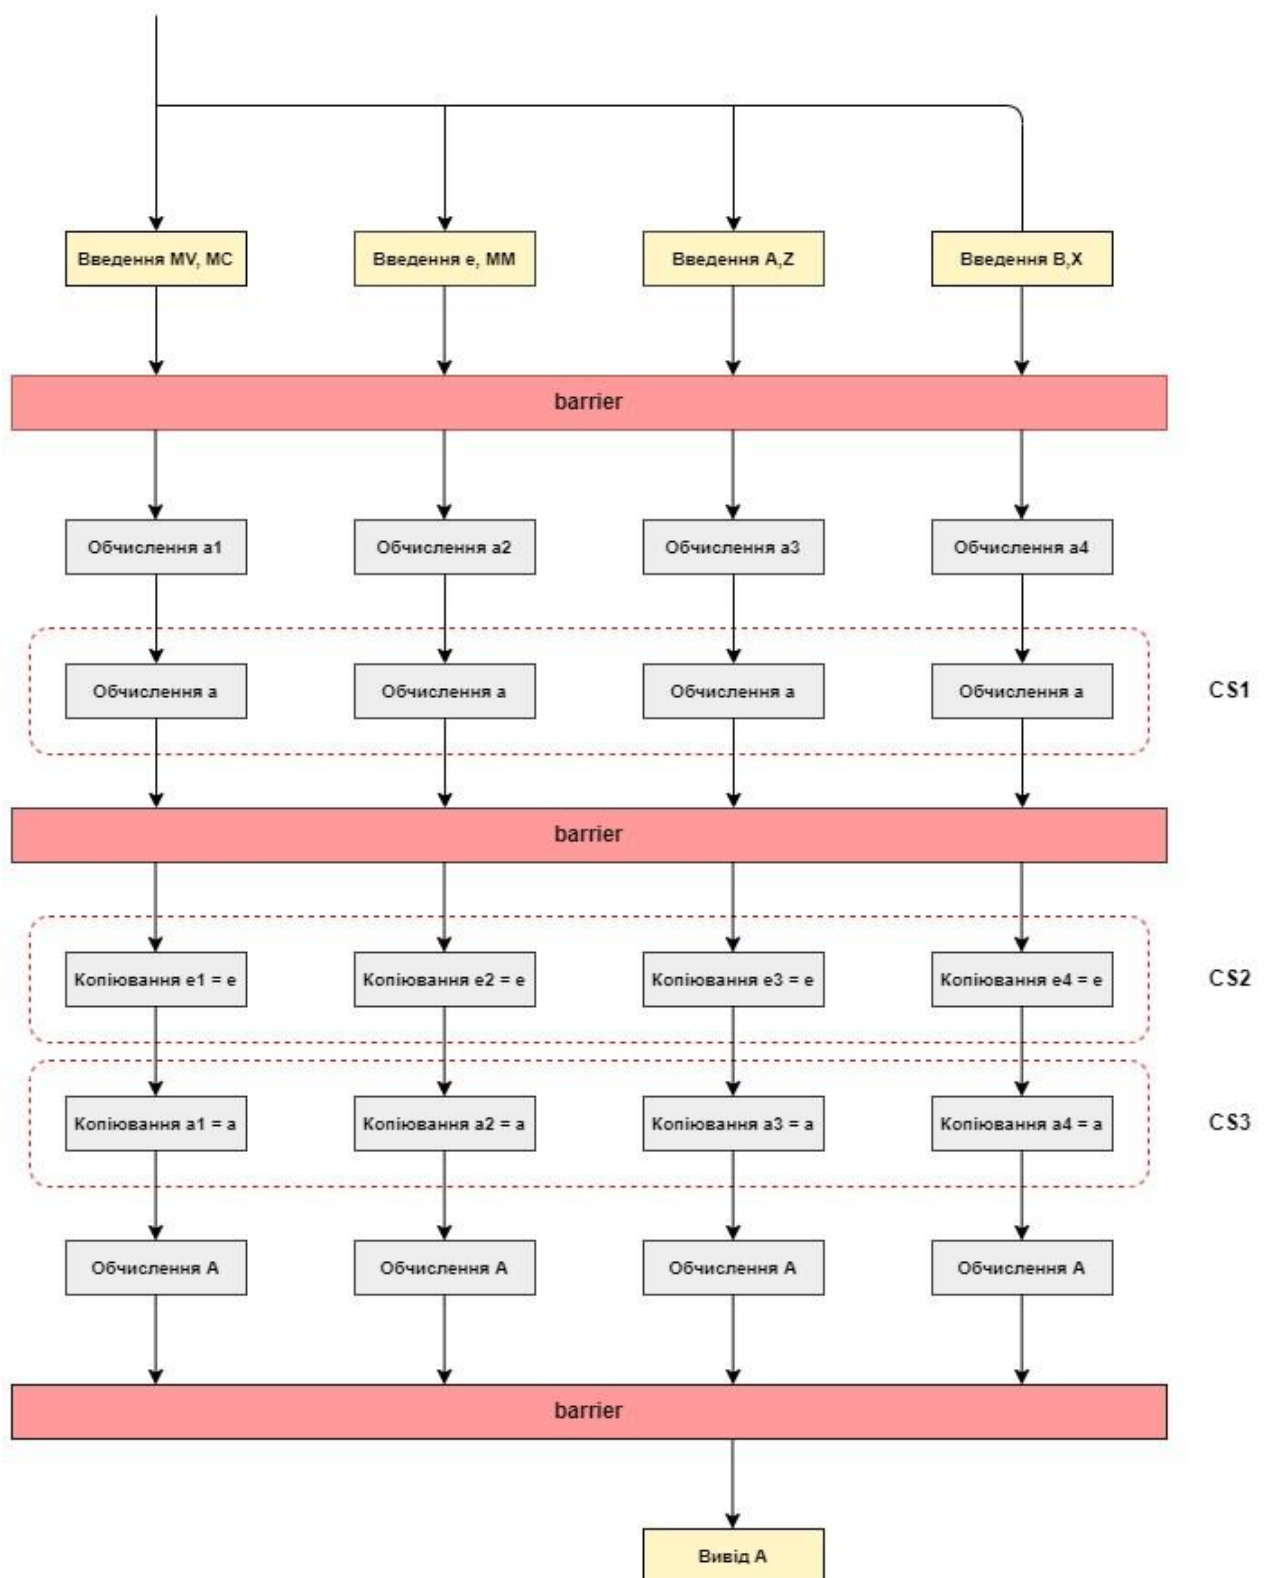 Введення MV, MC
Введення e, MM
Введення A,Z
Введення B,X
barrier
Обчислення a1
Обчислення a2
Обчислення a3
Обчислення a4
Обчислення a
Обчислення a
Обчислення a
Обчислення a
CS1
barrier
Копіювання e1 = e
Копіювання e2 = e
Копіювання e3 = e
Копіювання e4 = e
CS2
Копіювання a1 = a
Копіювання a2 = a
Копіювання a3 = a
Копіювання a4 = a
CS3
Обчислення A
Обчислення A
Обчислення A
Обчислення A
barrier
Вивід A